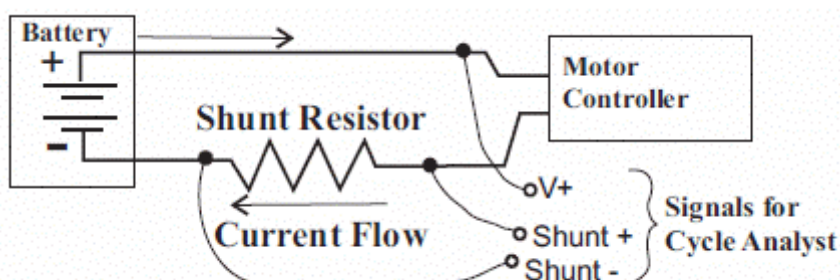 Battery
+
-
Motor
Controller
Shunt Resistor
Current Flow
V+
Shunt +
Shunt -
Signals for
Cycle Analyst